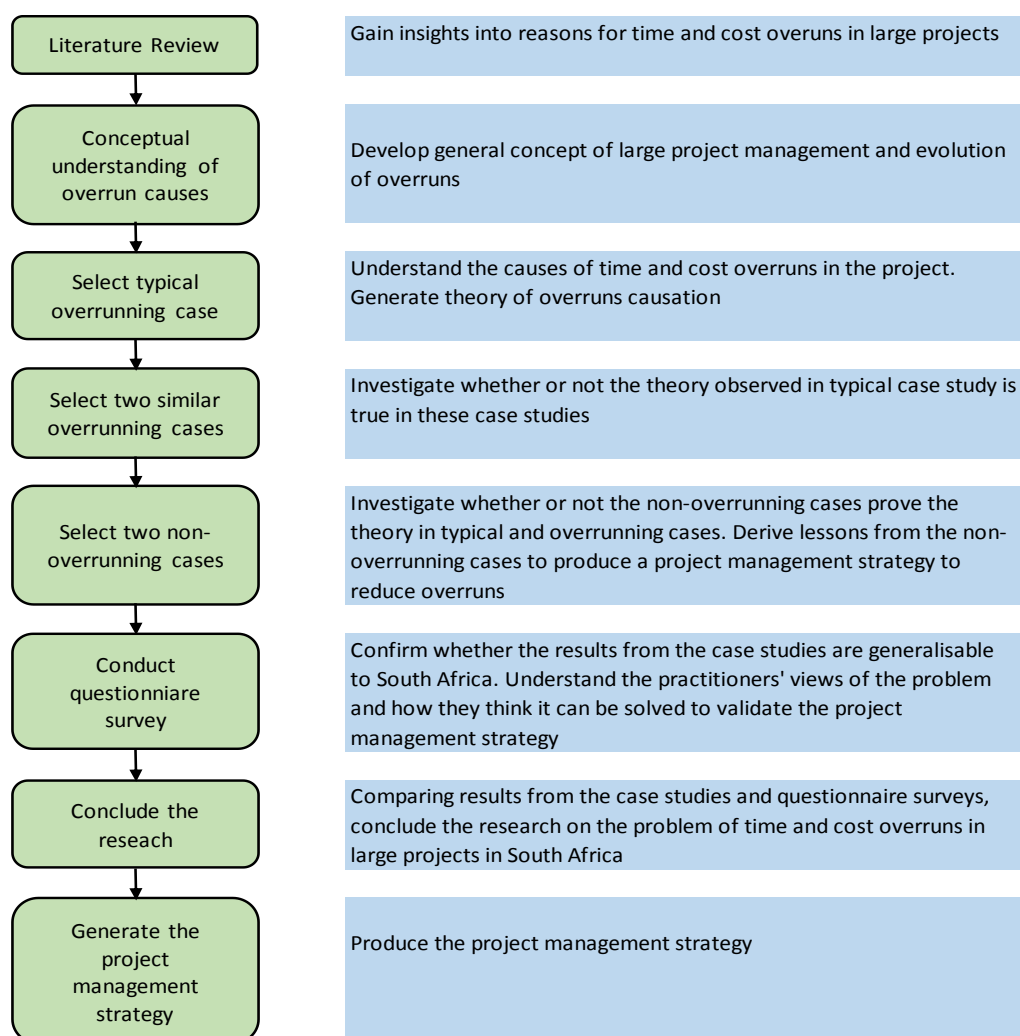 Literature Review
Gain insights into reasons for time and cost overuns in large projects
Conceptual
understanding of
overrun causes
Develop general concept of large project management and evolution
of overruns
Select typical
overrunning case
Understand the causes of time and cost overruns in the project.
Generate theory of overruns causation
Select two similar
overrunning cases
Investigate whether or not the theory observed in typical case study is
true in these case studies
Select two non-
overrunning cases
Investigate whether or not the non-overrunning cases prove the
theory in typical and overrunning cases. Derive lessons from the non-
overrunning cases to produce a project management strategy to
reduce overruns
Conduct
questionniare
survey
Confirm whether the results from the case studies are generalisable
to South Africa. Understand the practitioners' views of the problem
and how they think it can be solved to validate the project
management strategy
Conclude the
reseach
Comparing results from the case studies and questionnaire surveys,
conclude the research on the problem of time and cost overruns in
large projects in South Africa
Generate the
project
management
strategy
Produce the project management strategy